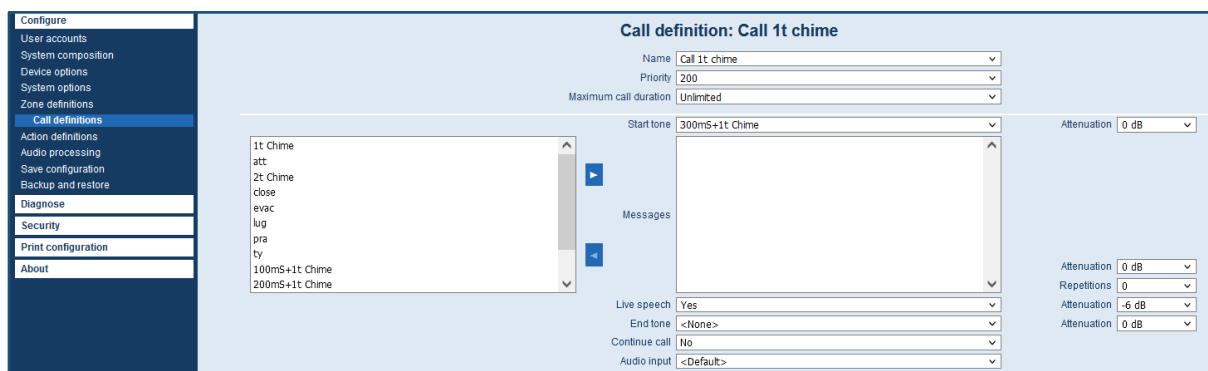 Configure
User accounts
System composition
Device options
System options
Zone definitions
Call definitions
Action definitions
Audio processing
Save configuration
Backup and restore
Diagnose
Security
Print configuration
About
Call definition: Call 1t chime
Name Call 1t chime
Priority 200
Maximum call duration Unlimited
Start tone 300mS+1t Chime Attenuation 0 dB
1t Chime
att
2t Chime
close
evac
lug
pra
ty
100mS+1t Chime
200mS+1t Chime
Messages
Attenuation 0 dB
Repetitions 0
Live speech Yes Attenuation -6 dB
End tone <None> Attenuation 0 dB
Continue call No
Audio input <Default>